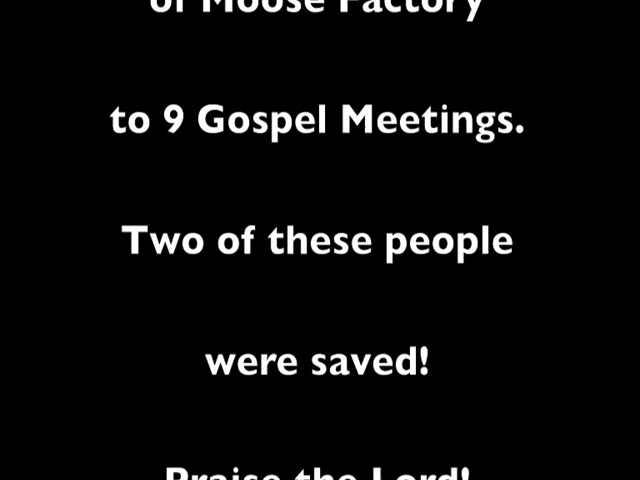 of Moose Factory
to 9 Gospel Meetings.
Two of these people
were saved!
Praise the Lord!